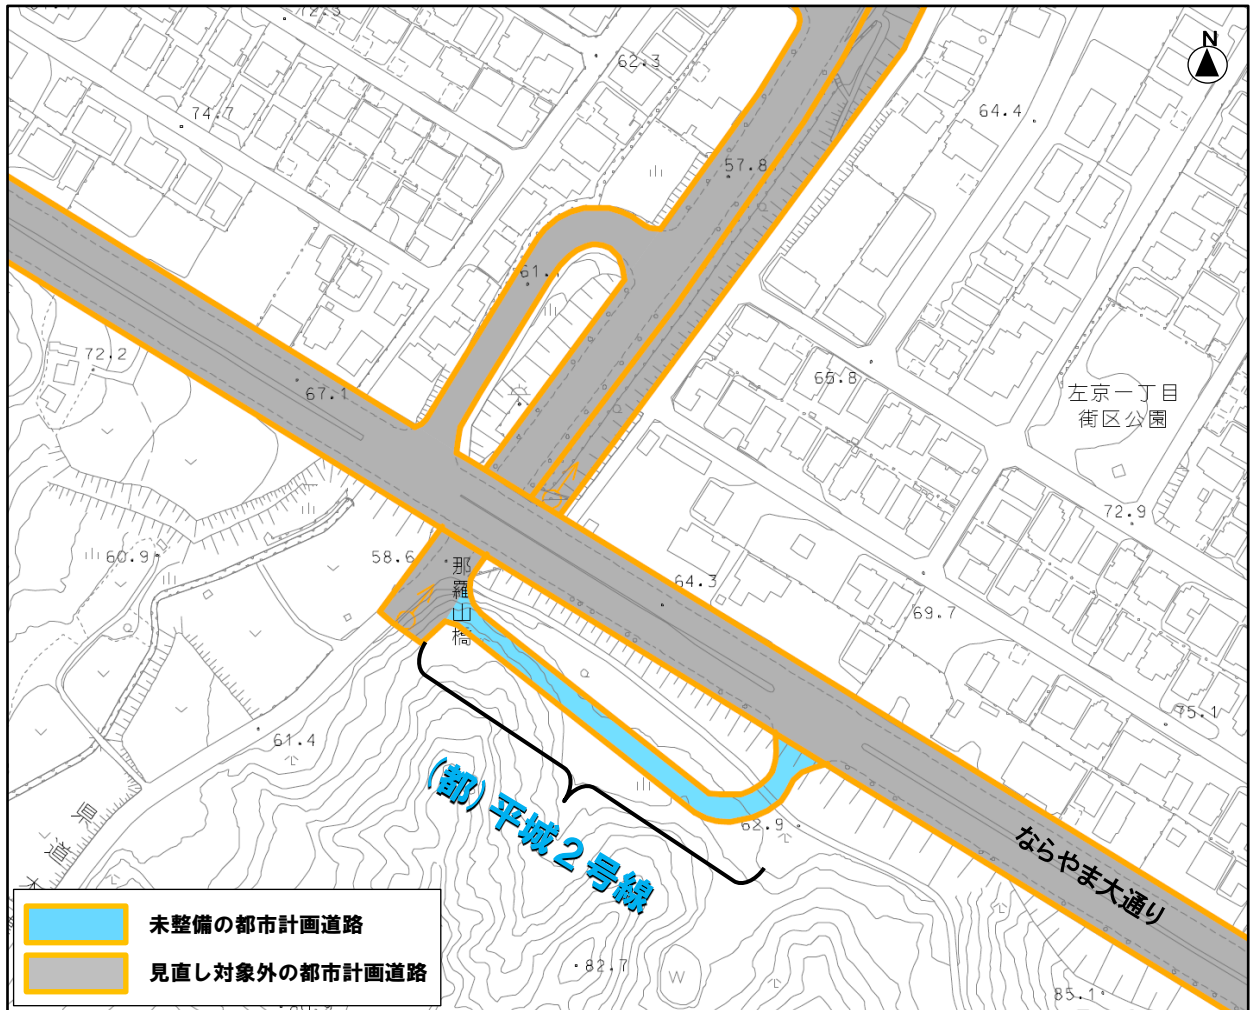 N
62.3
74.7
64.4
57.8
61.
72.2
67.1
65.8
左京一丁目
街区公園
72.9
60.9
58.6
那羅山橋
64.3
69.7
75.1
61.4
62.9
(都)平城2号線
ならやま大通り
県道
82.7
W
85.1
未整備の都市計画道路
見直し対象外の都市計画道路